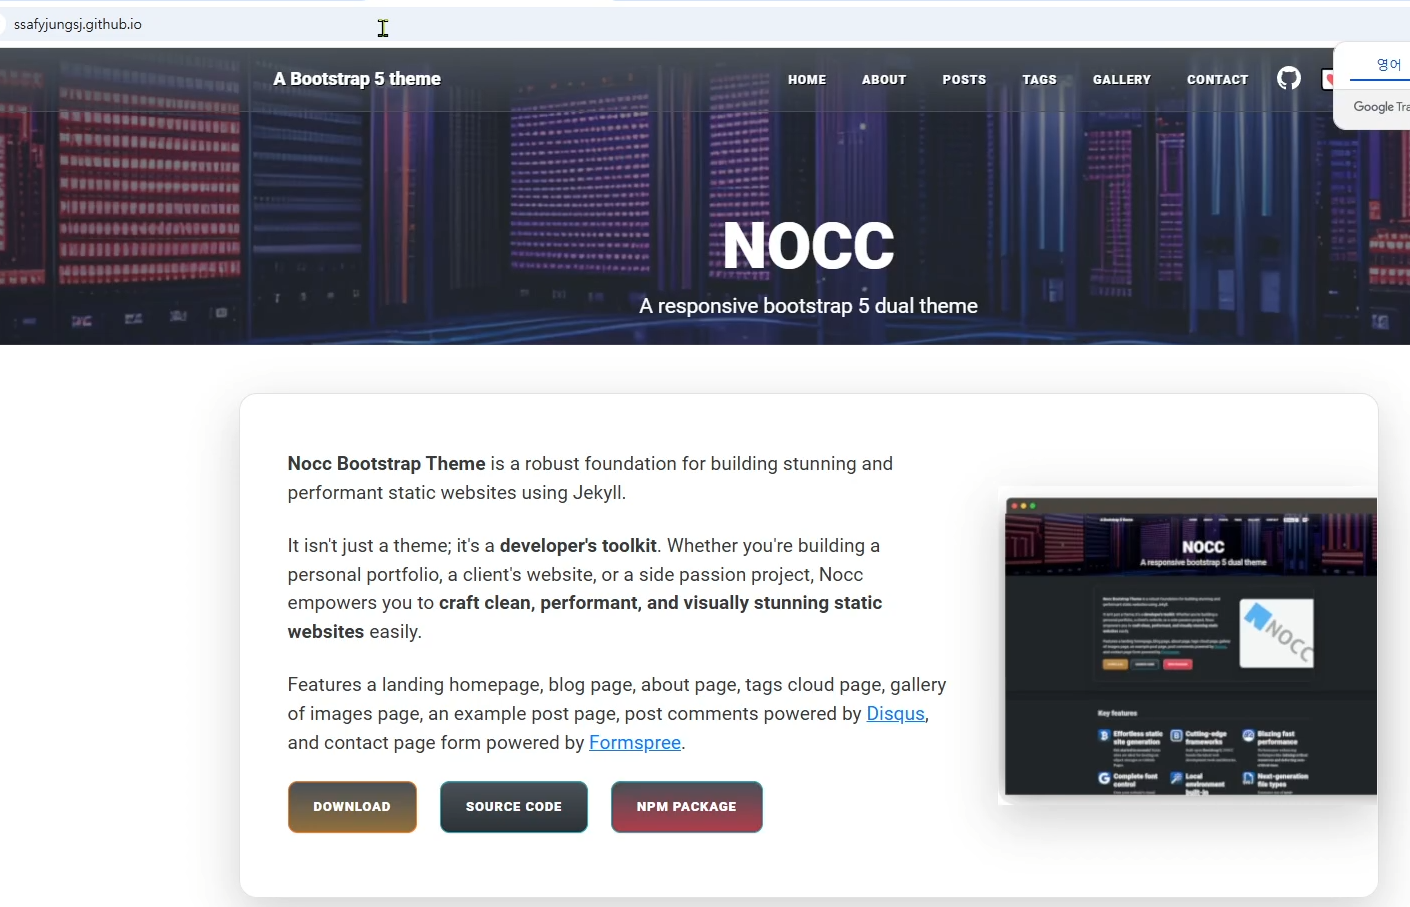 ssafyjungsj.github.io
A Bootstrap 5 theme
HOME ABOUT POSTS TAGS GALLERY CONTACT
영어
Google Tra
NOCC
A responsive bootstrap 5 dual theme
Nocc Bootstrap Theme is a robust foundation for building stunning and
performant static websites using Jekyll.
It isn't just a theme; it's a developer's toolkit. Whether you're building a
personal portfolio, a client's website, or a side passion project, Nocc
empowers you to craft clean, performant, and visually stunning static
websites easily.
Features a landing homepage, blog page, about page, tags cloud page, gallery
of images page, an example post page, post comments powered by Disqus,
and contact page form powered by Formspree.
DOWNLOAD SOURCE CODE NPM PACKAGE
NOCC
A responsive bootstrap 5 dual theme
NOCC
Key features
Effortless static
site generation
Cutting-edge
frameworks
Blazing fast
performance
Complete font
control
Local
environment
built-in
Next-generation
file types